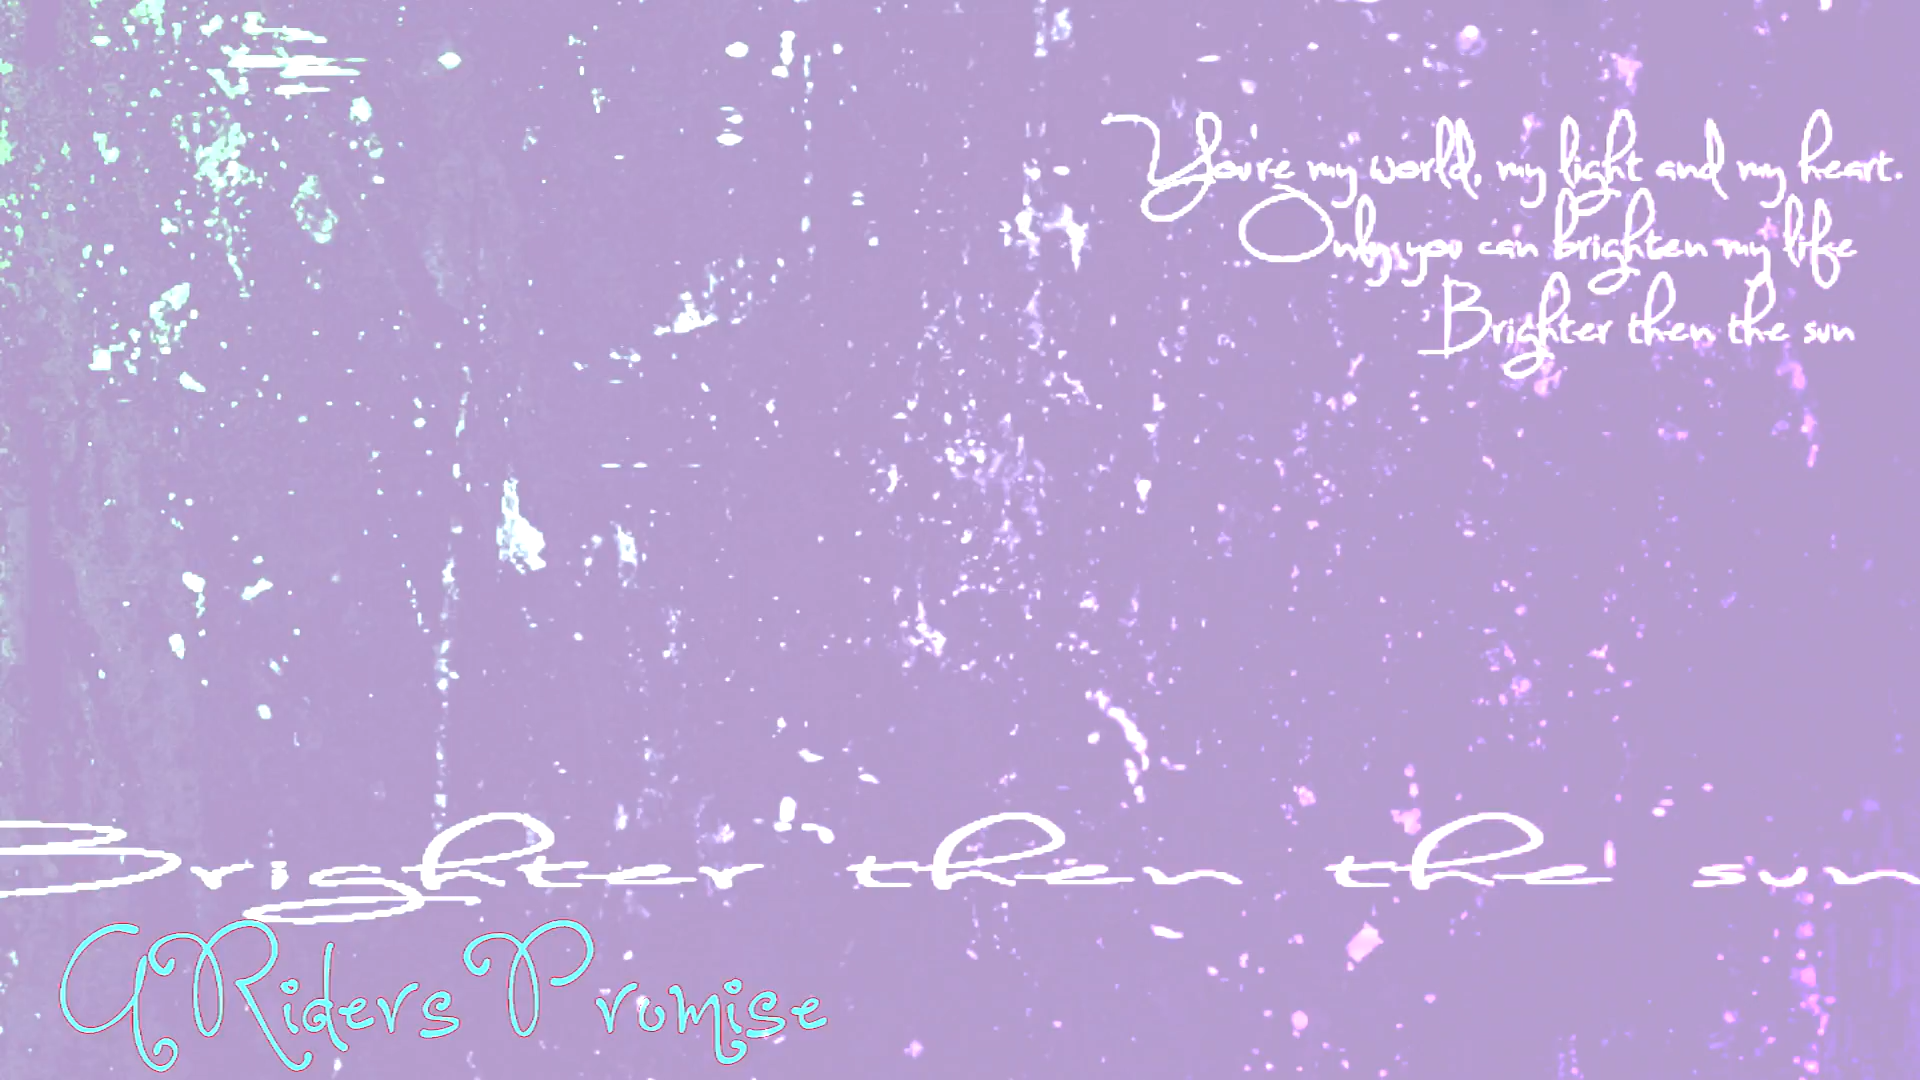 You're my world, my light and my heart.
Only you can brighten my life
Brighter then the sun
Brighter then the sun
A Riders Promise